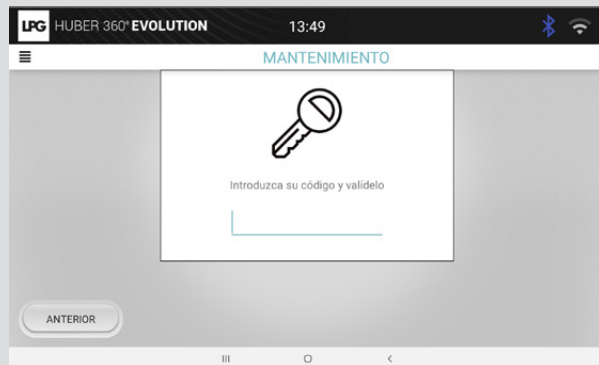 LPG HUBER 360° EVOLUTION 13:49
MANTENIMIENTO
Introduzca su código y valídelo
ANTERIOR